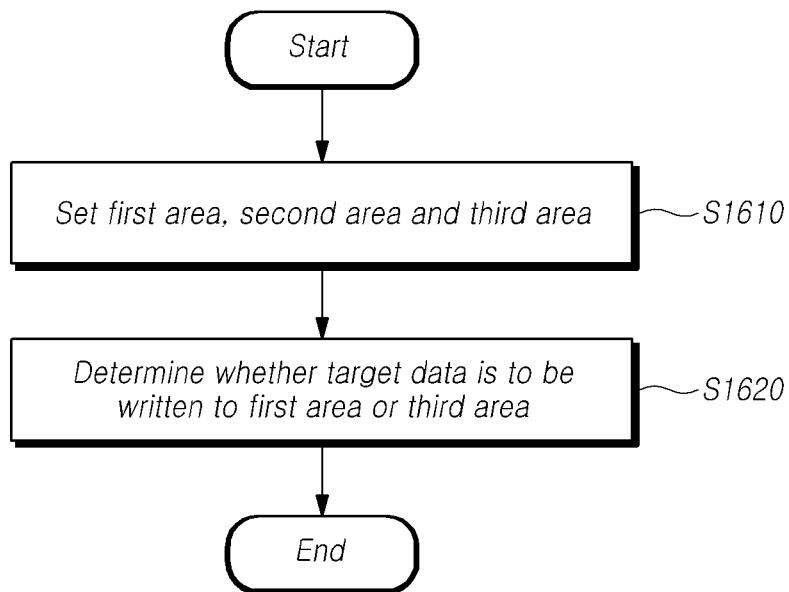 Start
Set first area, second area and third area
S1610
Determine whether target data is to be
written to first area or third area
S1620
End